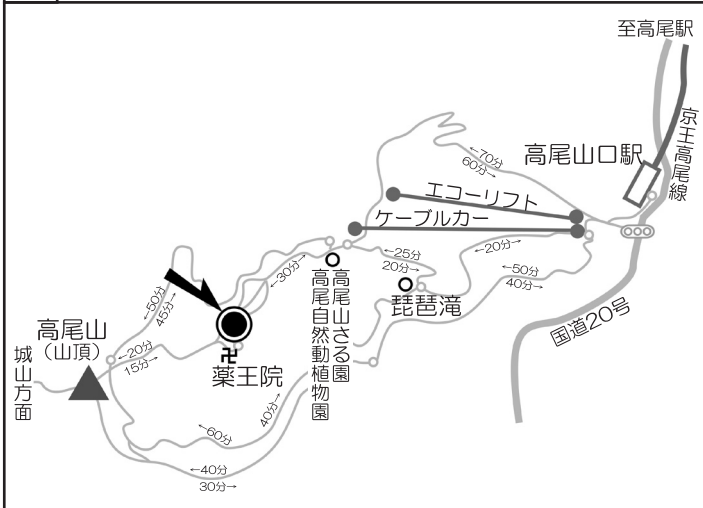 至高尾駅
京王高尾線
高尾山口駅
←70分
60分→
エコーリフト
ケーブルカー
←20分→
←25分
20分→
←50分
40分→
琵琶滝
国道20号
←30分→
高尾山さる園
高尾自然動植物園
←50分
45分→
高尾山
(山頂)
←20分
15分→
城山方面
卍
薬王院
←60分
40分→
←40分
30分→